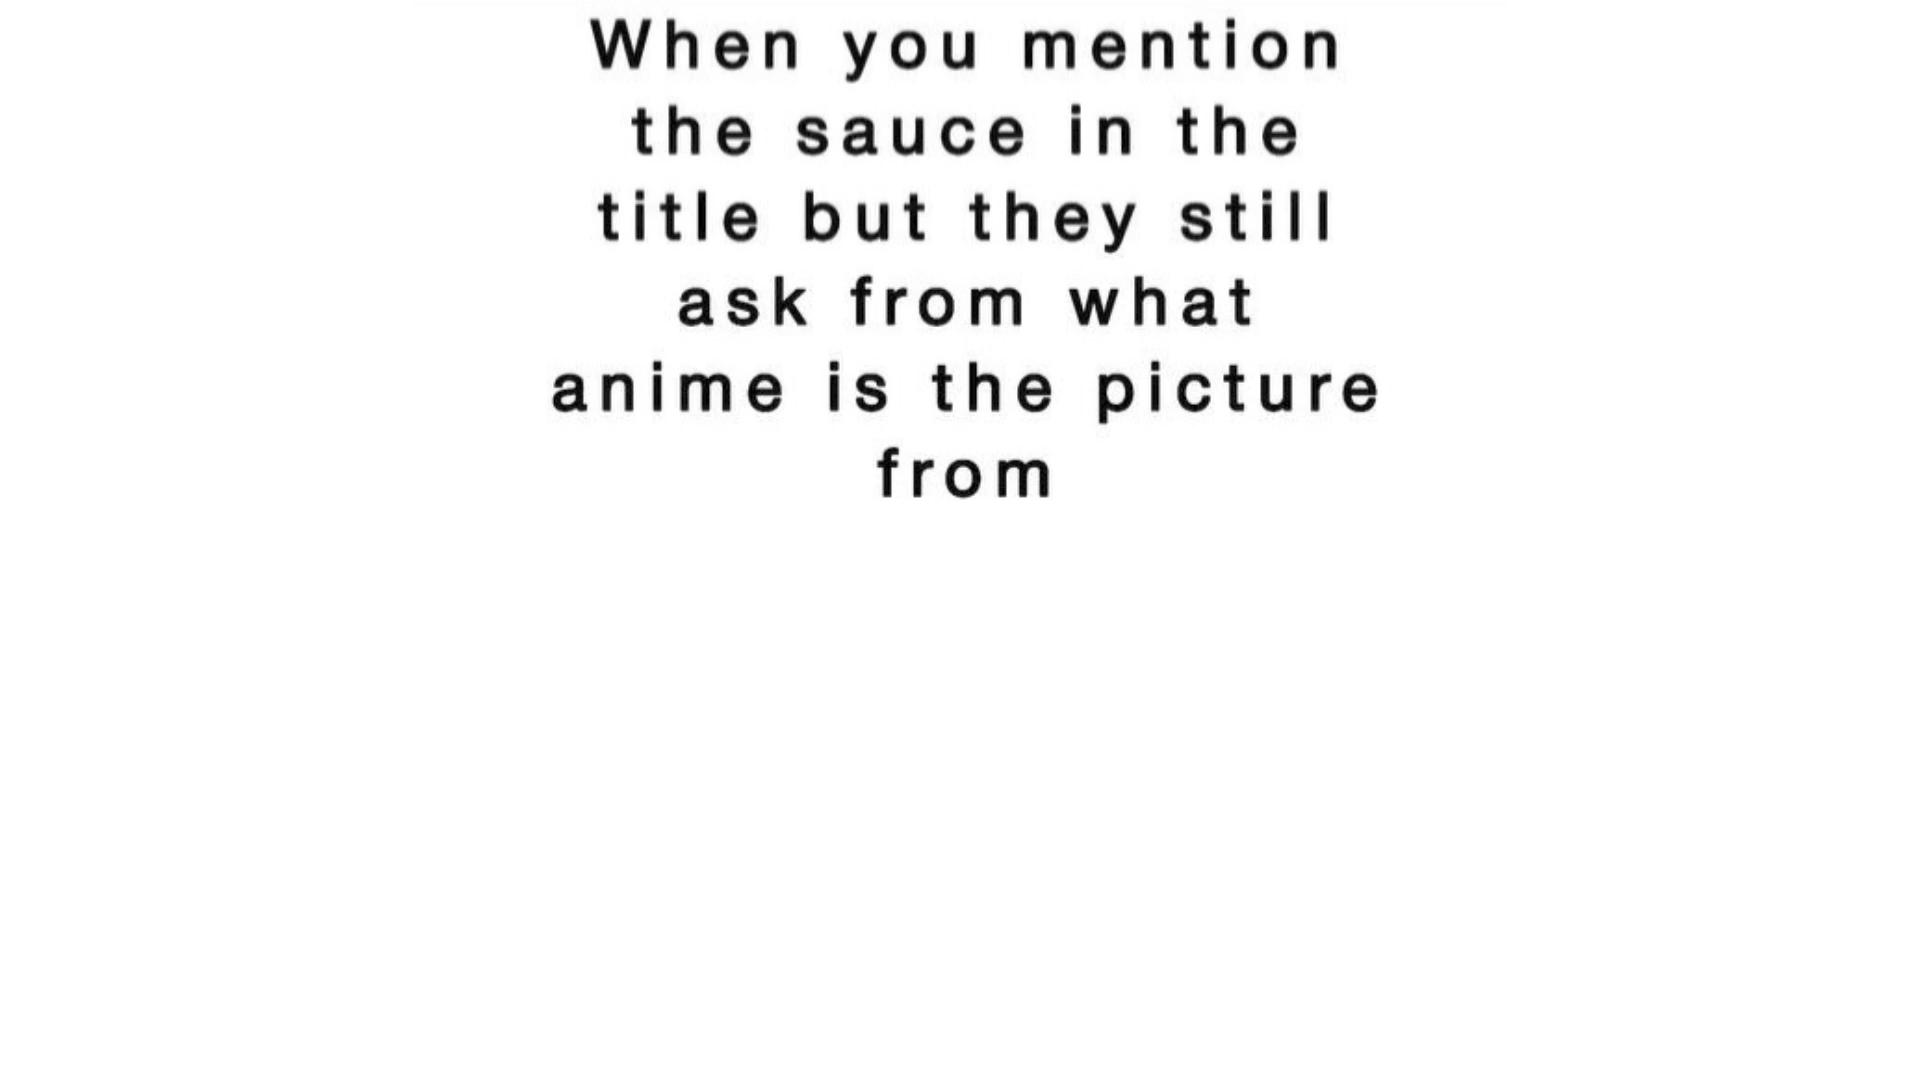 When you mention
the sauce in the
title but they still
ask from what
anime is the picture
from